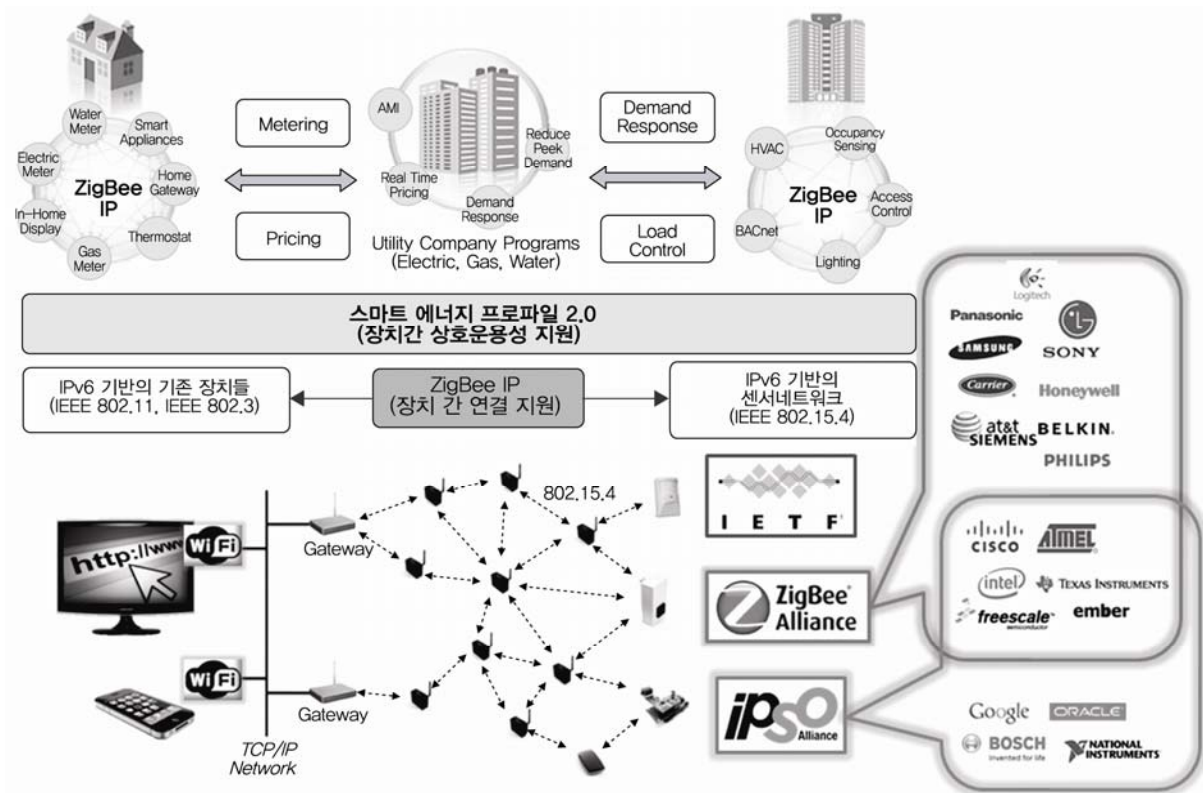 Water
Meter
Smart
Appliances
Electric
Meter
Home
Gateway
ZigBee
IP
In-Home
Display
Thermostat
Gas
Meter
Metering
Pricing
AMI
Reduce
Peek
Demand
Real Time
Pricing
Demand
Response
Utility Company Programs
(Electric, Gas, Water)
Demand
Response
Load
Control
HVAC
Occupancy
Sensing
ZigBee
IP
Access
Control
BACnet
Lighting
스마트 에너지 프로파일 2.0
(장치간 상호운용성 지원)
IPv6 기반의 기존 장치들
(IEEE 802.11, IEEE 802.3)
ZigBee IP
(장치 간 연결 지원)
IPv6 기반의
센서네트워크
(IEEE 802.15.4)
http://www
WiFi
WiFi
Gateway
Gateway
TCP/IP
Network
802.15.4
IETF
ZigBee®
Alliance
ipso
Alliance
Logitech
Panasonic
LG
SAMSUNG
SONY
Carrier
Honeywell
at&t
SIEMENS
BELKIN.
PHILIPS
CISCO
ATMEL
intel
TEXAS INSTRUMENTS
freescale™
semiconductor
ember
Google
ORACLE
BOSCH
Invented for life
NATIONAL
INSTRUMENTS